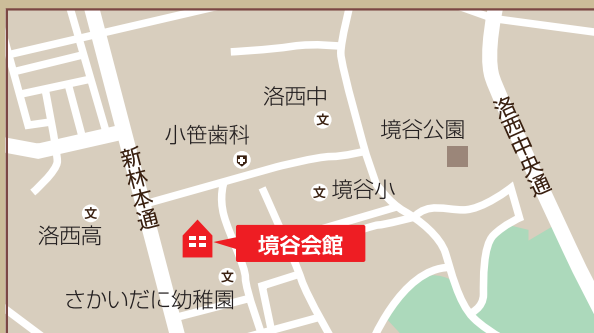 洛西中
文
小笹歯科
境谷公園
洛西中央通
新林本通
文
境谷小
文
洛西高
境谷会館
文
さかいだに幼稚園